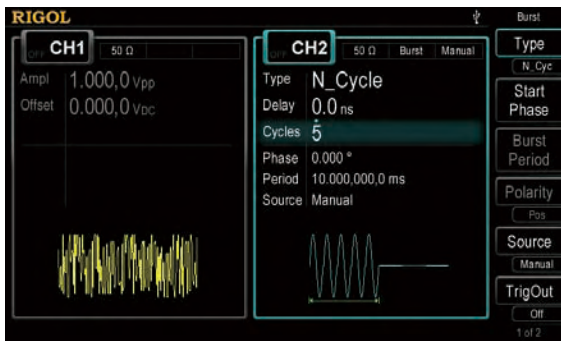 RIGOL
Burst
OFF CH1 50 Ω
Ampl 1.000,0 Vpp
Offset 0.000,0 VDC
OFF CH2 50 Ω Burst Manual
Type N_Cycle
Delay 0.0 ns
Cycles 5
Phase 0.000 °
Period 10.000,000,0 ms
Source Manual
Type
N_Cyc
Start
Phase
Burst
Period
Polarity
Pos
Source
Manual
TrigOut
Off
1 of 2